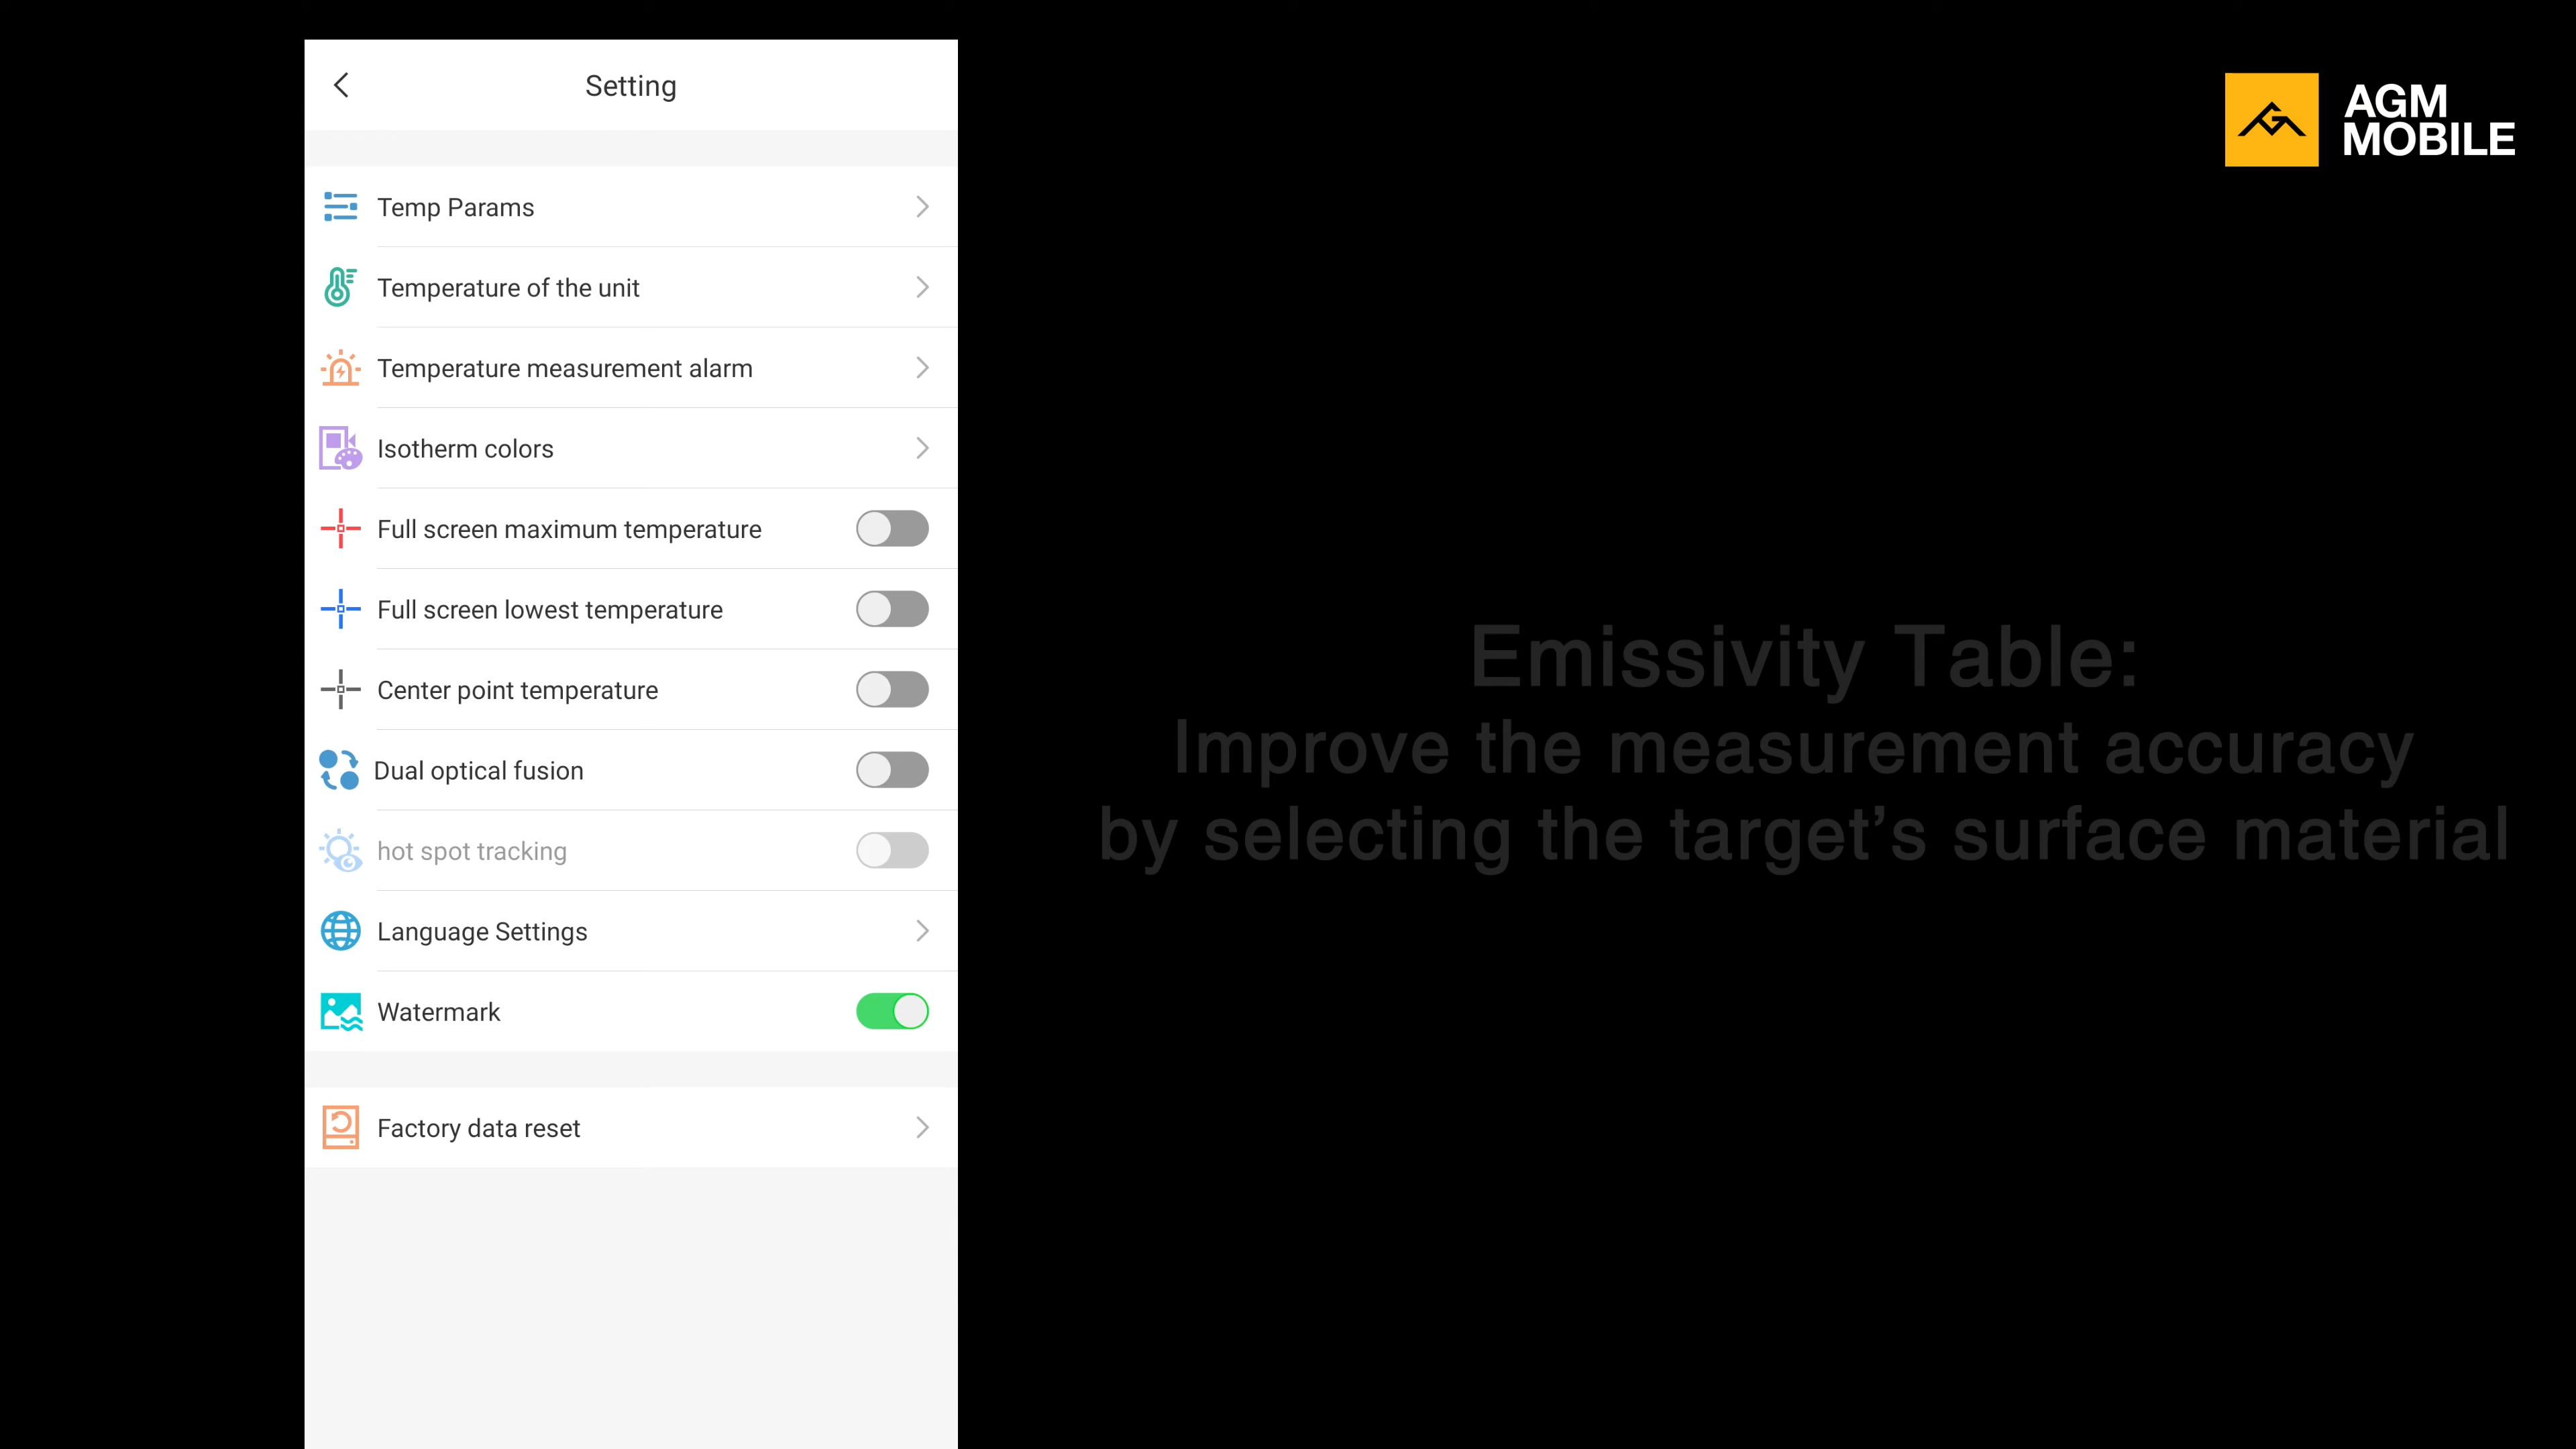 Setting
Temp Params
Temperature of the unit
Temperature measurement alarm
Isotherm colors
Full screen maximum temperature
Full screen lowest temperature
Center point temperature
Dual optical fusion
hot spot tracking
Language Settings
Watermark
Factory data reset
AGM
MOBILE
Emissivity Table:
Improve the measurement accuracy
by selecting the target’s surface material